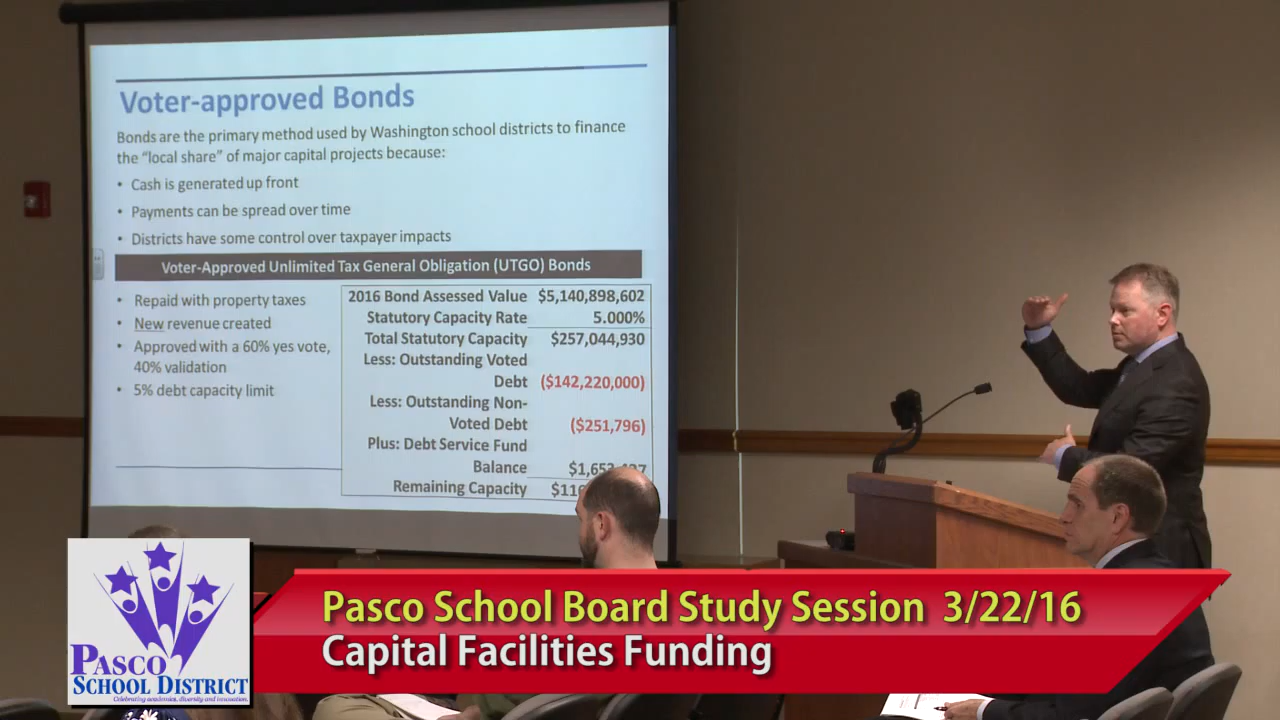 Voter-approved Bonds
Bonds are the primary method used by Washington school districts to finance
the “local share” of major capital projects because:
• Cash is generated up front
• Payments can be spread over time
• Districts have some control over taxpayer impacts
Voter-Approved Unlimited Tax General Obligation (UTGO) Bonds
• Repaid with property taxes
• New revenue created
• Approved with a 60% yes vote,
40% validation
• 5% debt capacity limit
2016 Bond Assessed Value $5,140,898,602
Statutory Capacity Rate 5.000%
Total Statutory Capacity $257,044,930
Less: Outstanding Voted
Debt ($142,220,000)
Less: Outstanding Non-
Voted Debt ($251,796)
Plus: Debt Service Fund
Balance
Remaining Capacity
Pasco School Board Study Session 3/22/16
Capital Facilities Funding
PASCO
SCHOOL DISTRICT
Celebrating academics, diversity and innovation.